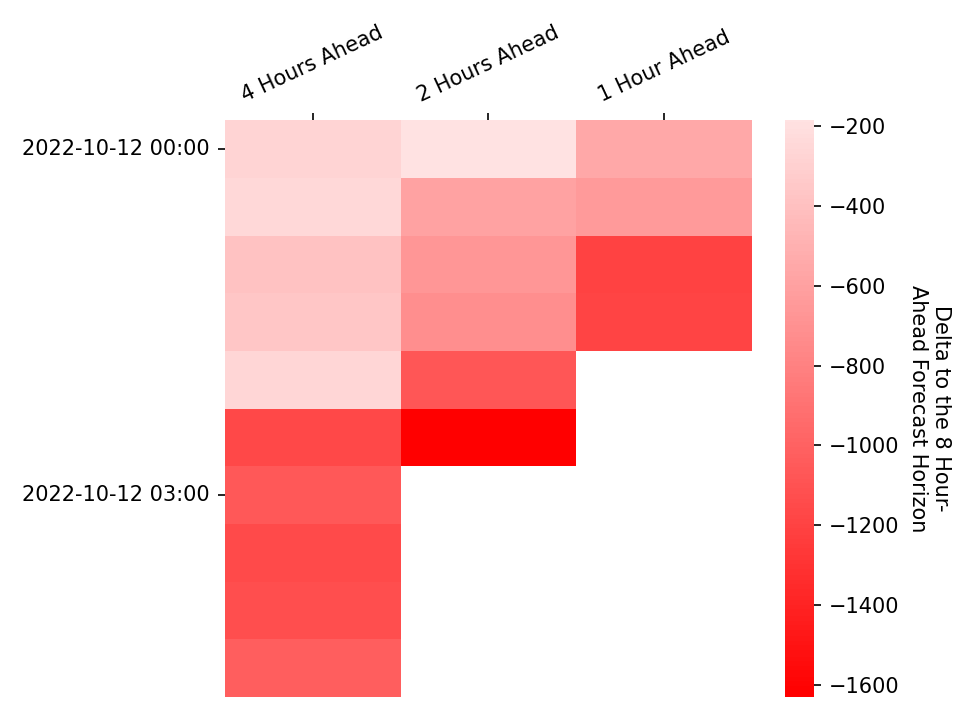 4 Hours Ahead
2 Hours Ahead
1 Hour Ahead
2022-10-12 00:00
2022-10-12 03:00
−200
−400
−600
−800
−1000
−1200
−1400
−1600
Delta to the 8 Hour-
Ahead Forecast Horizon